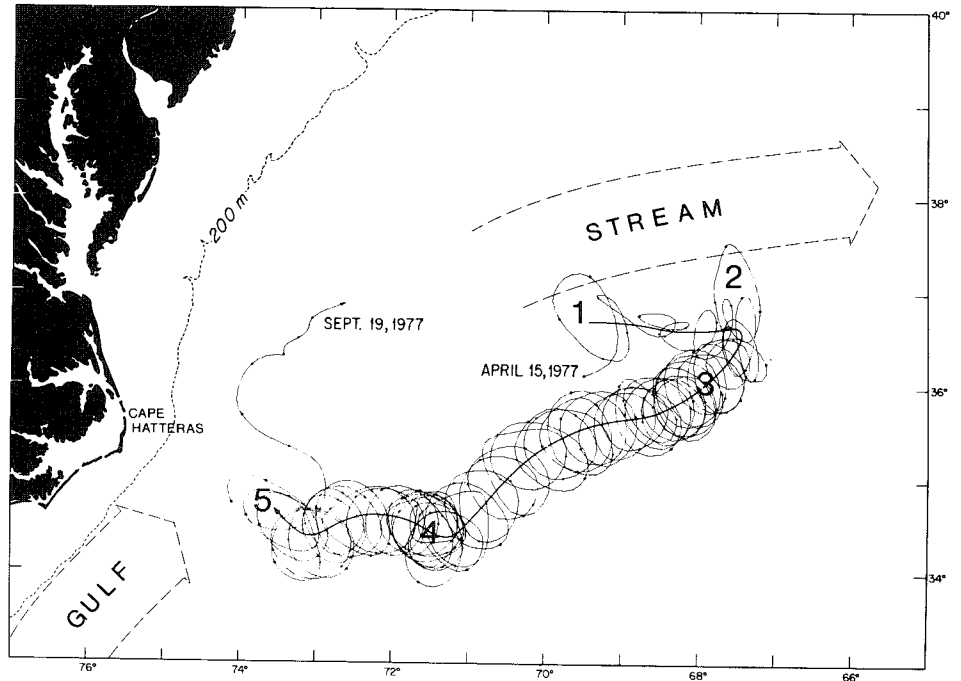 40°
38°
36°
34°
76°
74°
72°
70°
68°
66°
200 m
STREAM
GULF
CAPE
HATTERAS
SEPT. 19, 1977
APRIL 15, 1977
1
2
3
4
5